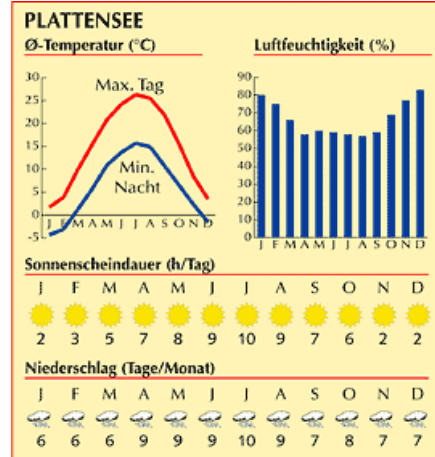 PLATTENSEE
Ø-Temperatur (°C)
30
25
20
15
10
5
0
-5
Max. Tag
Min.
Nacht
J F M A M J J A S O N D
Luftfeuchtigkeit (%)
90
80
70
60
50
40
30
20
10
0
J F M A M J J A S O N D
Sonnenscheindauer (h/Tag)
J F M A M J J A S O N D
2 3 5 7 8 9 10 9 7 6 2 2
Niederschlag (Tage/Monat)
J F M A M J J A S O N D
6 6 6 9 9 9 10 9 7 8 7 7